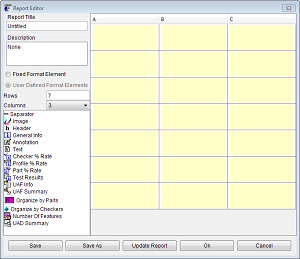 Report Editor
Report Title
Untitled
Description
None
Fixed Format Element
User Defined Format Elements
Rows 7
Columns 3
A B C
Separator
Image
Header
General Info
Annotation
Text
Checker % Rate
Profile % Rate
Part % Rate
Test Results
UAF Info
UAF Summary
Organize by Parts
Organize by Checkers
Number Of Features
UAD Summary
Save Save As Update Report Ok Cancel